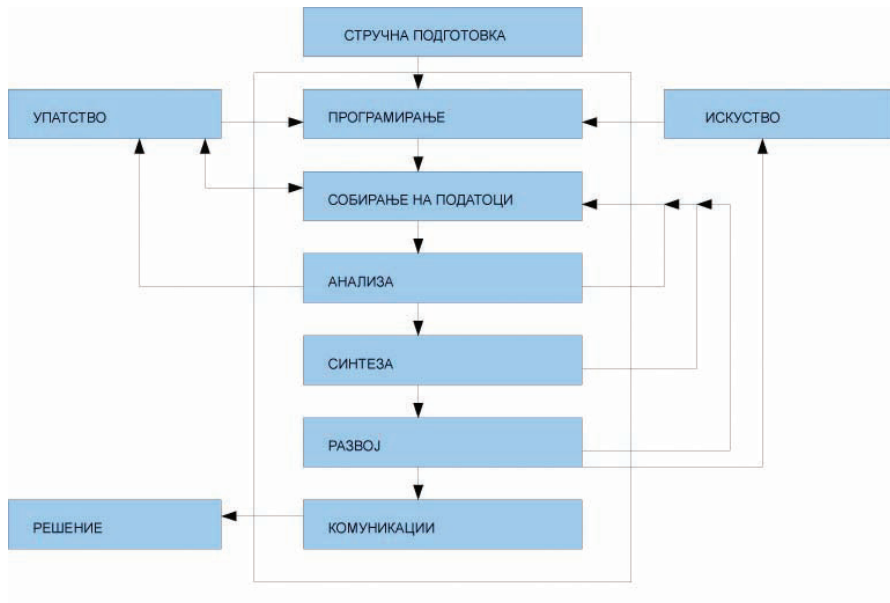 СТРУЧНА ПОДГОТОВКА
УПАТСТВО
ПРОГРАМИРАЊЕ
ИСКУСТВО
СОБИРАЊЕ НА ПОДАТОЦИ
АНАЛИЗА
СИНТЕЗА
РАЗВОЈ
РЕШЕНИЕ
КОМУНИКАЦИИ